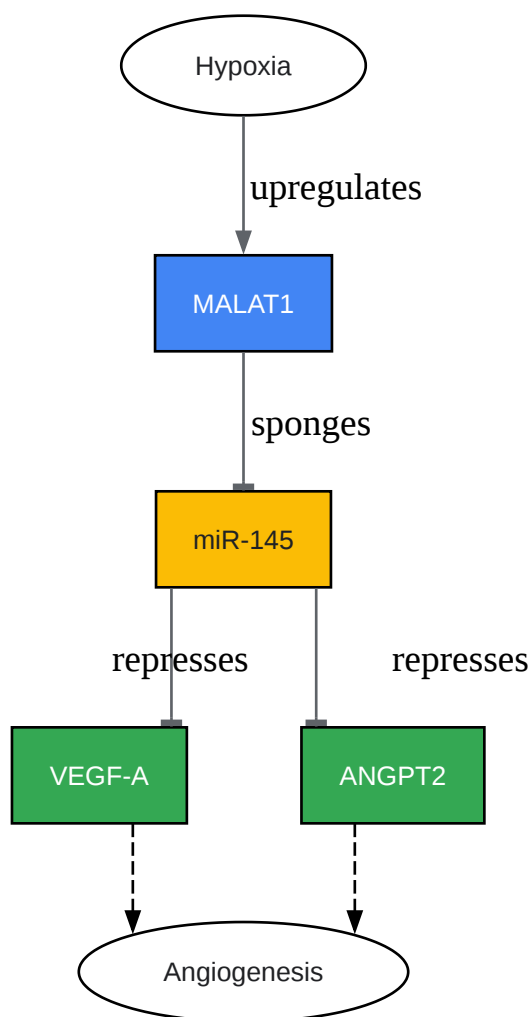 Hypoxia
upregulates
MALAT1
sponges
miR-145
represses
represses
VEGF-A
ANGPT2
Angiogenesis